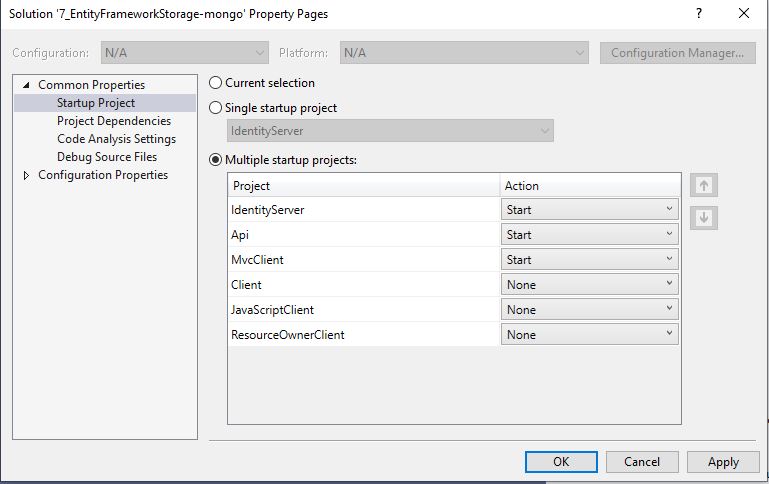 Solution '7_EntityFrameworkStorage-mongo' Property Pages
? ×
Configuration: N/A Platform: N/A Configuration Manager...
Common Properties
Startup Project
Project Dependencies
Code Analysis Settings
Debug Source Files
Configuration Properties
Current selection
Single startup project
IdentityServer
Multiple startup projects:
Project Action
IdentityServer Start
Api Start
MvcClient Start
Client None
JavaScriptClient None
ResourceOwnerClient None
OK Cancel Apply